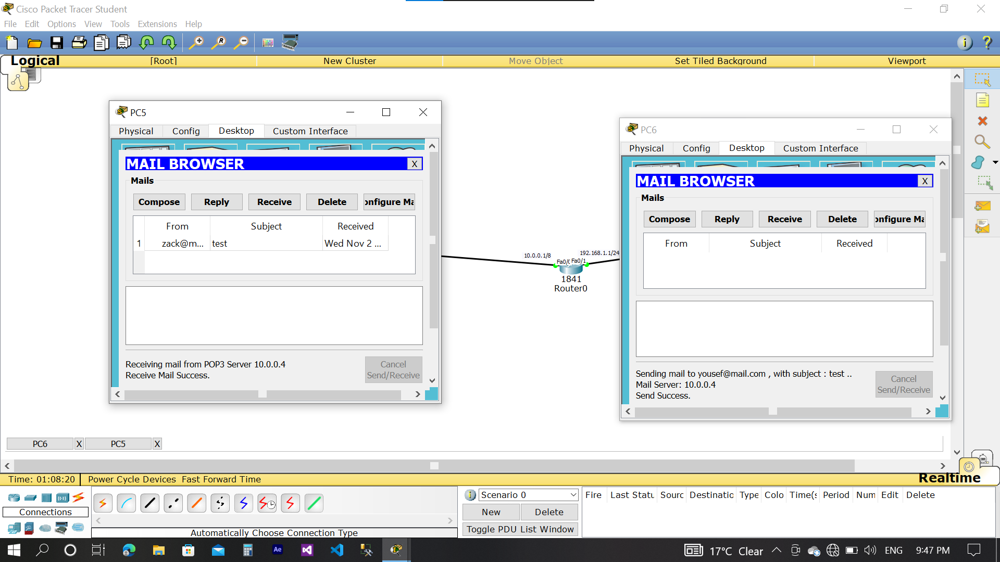 Cisco Packet Tracer Student
File Edit Options View Tools Extensions Help
Logical [Root] New Cluster Move Object Set Tiled Background Viewport
PC5
Physical Config Desktop Custom Interface
MAIL BROWSER X
Mails
Compose Reply Receive Delete onfigure Ma
From Subject Received
1 zack@m... test Wed Nov 2 ...
Receiving mail from POP3 Server 10.0.0.4
Receive Mail Success.
Cancel
Send/Receive
10.0.0.1/8 192.168.1.1/24
Fa0/0 Fa0/1
1841
Router0
PC6
Physical Config Desktop Custom Interface
MAIL BROWSER X
Mails
Compose Reply Receive Delete onfigure Ma
From Subject Received
Sending mail to yousef@mail.com , with subject : test ..
Mail Server: 10.0.0.4
Send Success.
Cancel
Send/Receive
PC6 X PC5 X
Time: 01:08:20 Power Cycle Devices Fast Forward Time Realtime
Connections
Automatically Choose Connection Type
Scenario 0
New Delete
Toggle PDU List Window
Fire Last Statu Sourc Destinatio Type Colo Time(s Period Num Edit Delete
Ae
17°C Clear ENG 9:47 PM